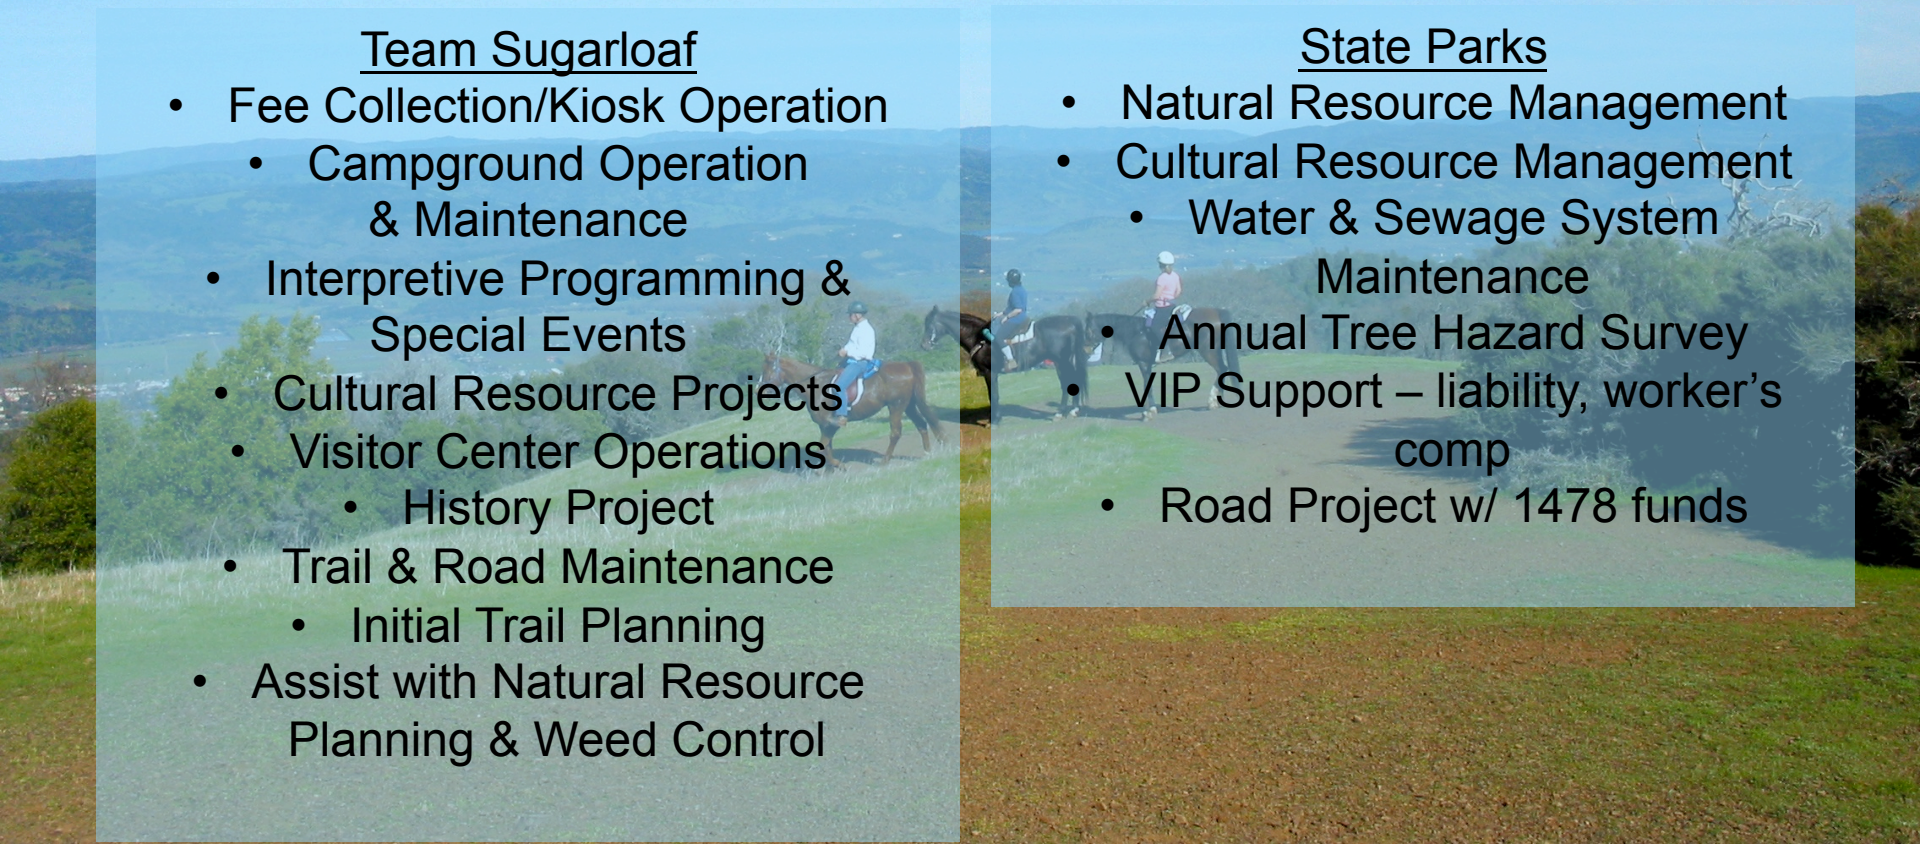 Team Sugarloaf
• Fee Collection/Kiosk Operation
• Campground Operation
& Maintenance
• Interpretive Programming &
Special Events
• Cultural Resource Projects
• Visitor Center Operations
• History Project
• Trail & Road Maintenance
• Initial Trail Planning
• Assist with Natural Resource
Planning & Weed Control
State Parks
• Natural Resource Management
• Cultural Resource Management
• Water & Sewage System
Maintenance
• Annual Tree Hazard Survey
• VIP Support – liability, worker’s
comp
• Road Project w/ 1478 funds